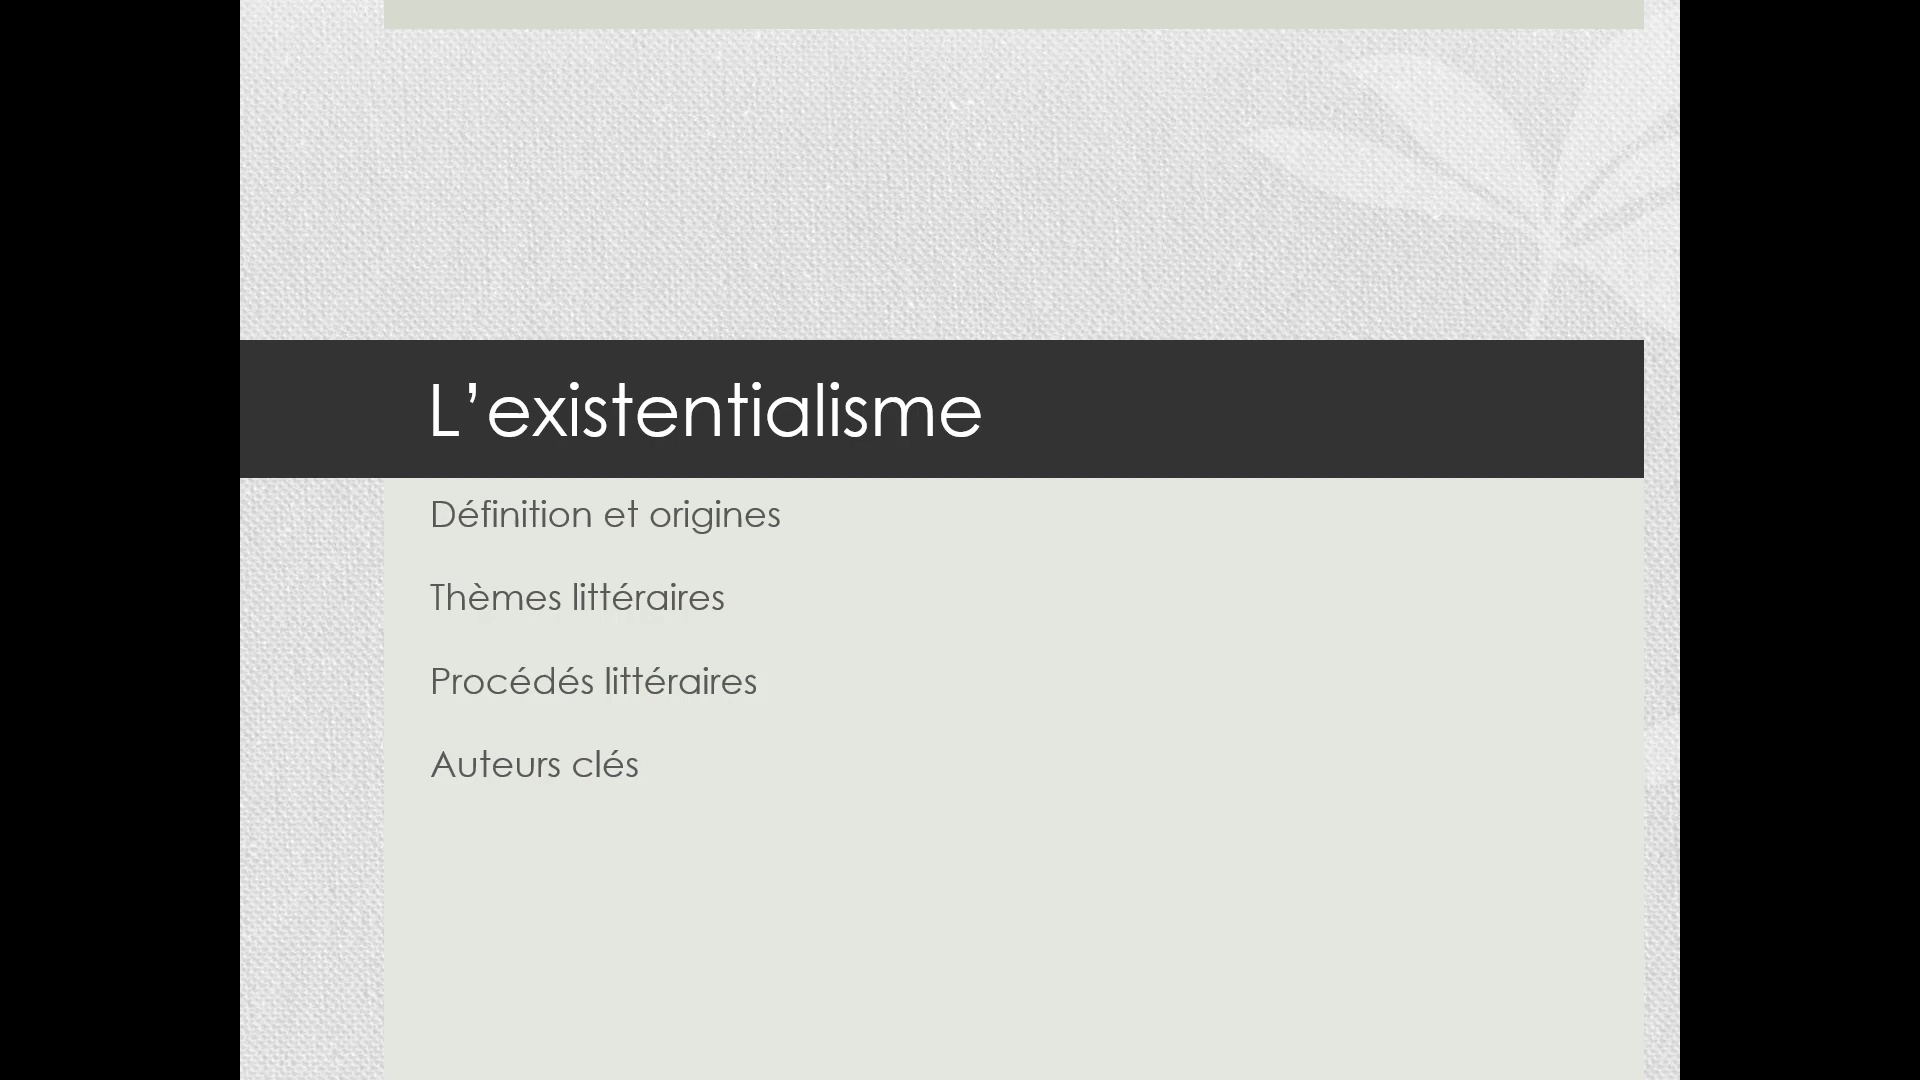 L’existentialisme
Définition et origines
Thèmes littéraires
Procédés littéraires
Auteurs clés